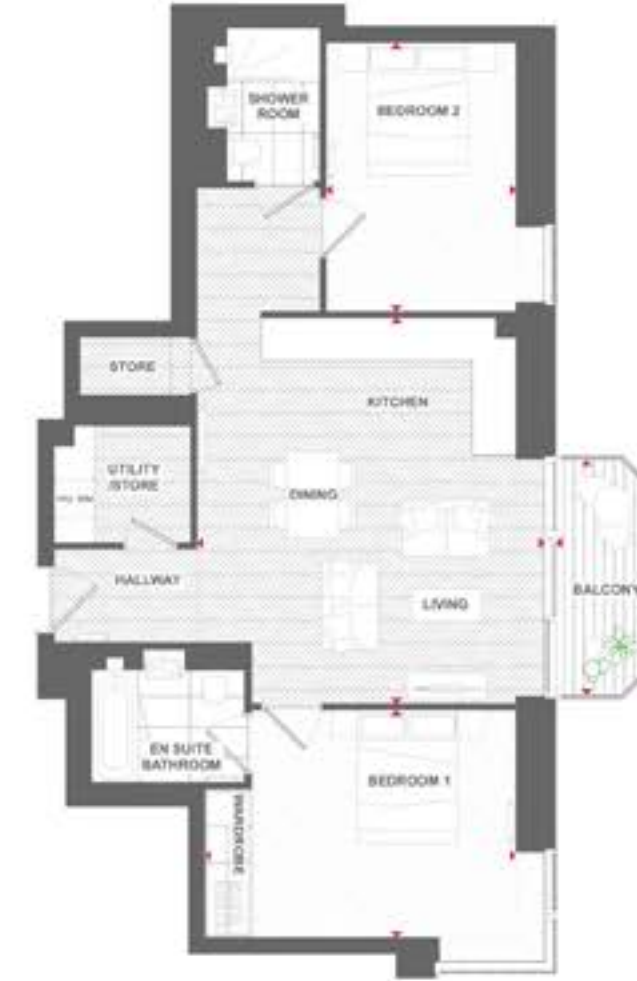 SHOWER
ROOM
BEDROOM 2
STORE
KITCHEN
UTILITY
/STORE
DINING
HALLWAY
LIVING
BALCONY
EN SUITE
BATHROOM
BEDROOM 1
WARDROBE